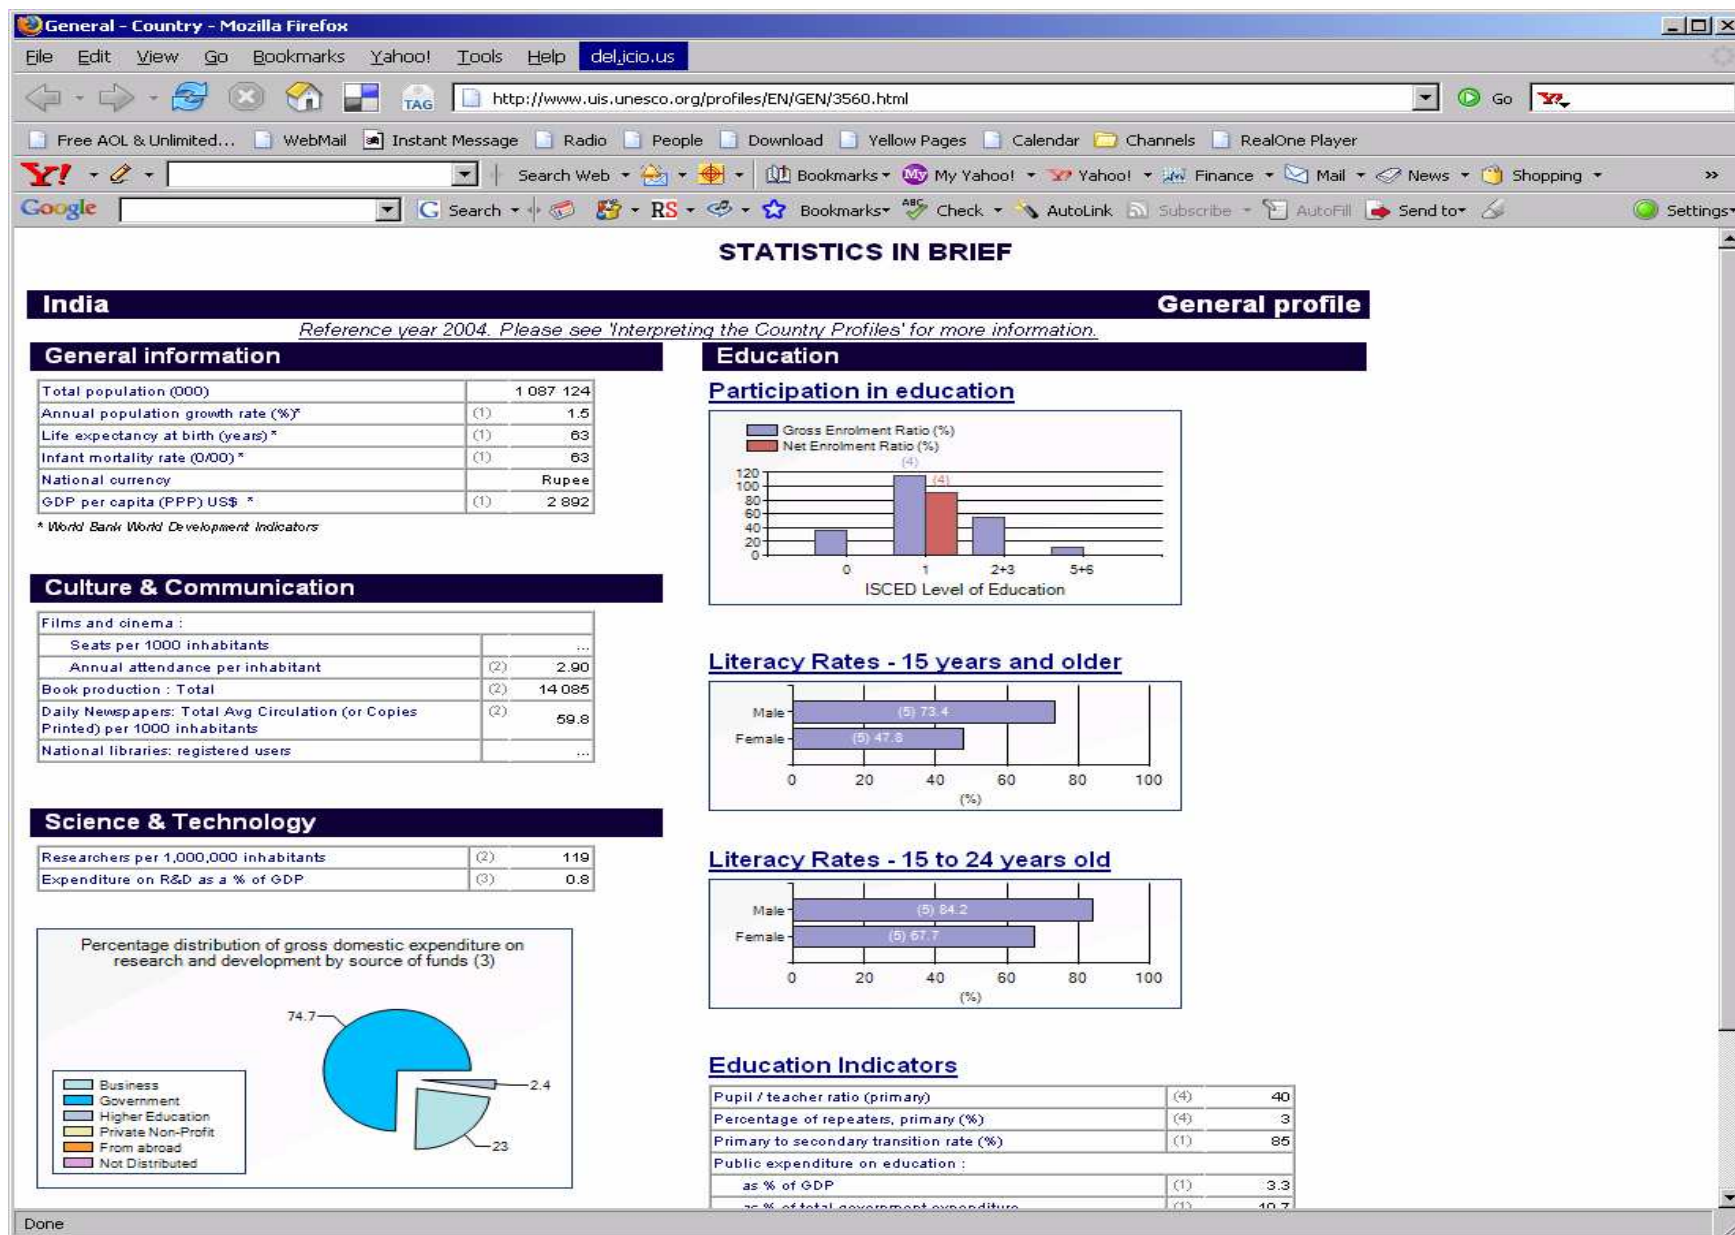 General - Country - Mozilla Firefox
File Edit View Go Bookmarks Yahoo! Tools Help del.icio.us
TAG http://www.uis.unesco.org/profiles/EN/GEN/3560.html Go Y!
Free AOL & Unlimited... WebMail Instant Message Radio People Download Yellow Pages Calendar Channels RealOne Player
Y! Search Web Bookmarks My My Yahoo! Yahoo! Finance Mail News Shopping »
Google G Search RS Bookmarks ABC Check AutoLink Subscribe AutoFill Send to Settings
STATISTICS IN BRIEF
India General profile
Reference year 2004. Please see 'Interpreting the Country Profiles' for more information.
General information
Total population (000) 1 087 124
Annual population growth rate (%)* (1) 1.5
Life expectancy at birth (years) * (1) 63
Infant mortality rate (0/00) * (1) 63
National currency Rupee
GDP per capita (PPP) US$ * (1) 2 892
* World Bank World Development Indicators
Culture & Communication
Films and cinema :
Seats per 1000 inhabitants ...
Annual attendance per inhabitant (2) 2.90
Book production : Total (2) 14 085
Daily Newspapers: Total Avg Circulation (or Copies
Printed) per 1000 inhabitants (2) 59.8
National libraries: registered users ...
Science & Technology
Researchers per 1,000,000 inhabitants (2) 119
Expenditure on R&D as a % of GDP (3) 0.8
Percentage distribution of gross domestic expenditure on
research and development by source of funds (3)
74.7
2.4
23
Business
Government
Higher Education
Private Non-Profit
From abroad
Not Distributed
Education
Participation in education
Gross Enrolment Ratio (%)
Net Enrolment Ratio (%)
(4)
(4)
120
100
80
60
40
20
0
0 1 2+3 5+6
ISCED Level of Education
Literacy Rates - 15 years and older
Male (5) 73.4
Female (5) 47.8
0 20 40 60 80 100
(%)
Literacy Rates - 15 to 24 years old
Male (5) 84.2
Female (5) 67.7
0 20 40 60 80 100
(%)
Education Indicators
Pupil / teacher ratio (primary) (4) 40
Percentage of repeaters, primary (%) (4) 3
Primary to secondary transition rate (%) (1) 85
Public expenditure on education :
as % of GDP (1) 3.3
as % of total government expenditure (1) 10.7
Done